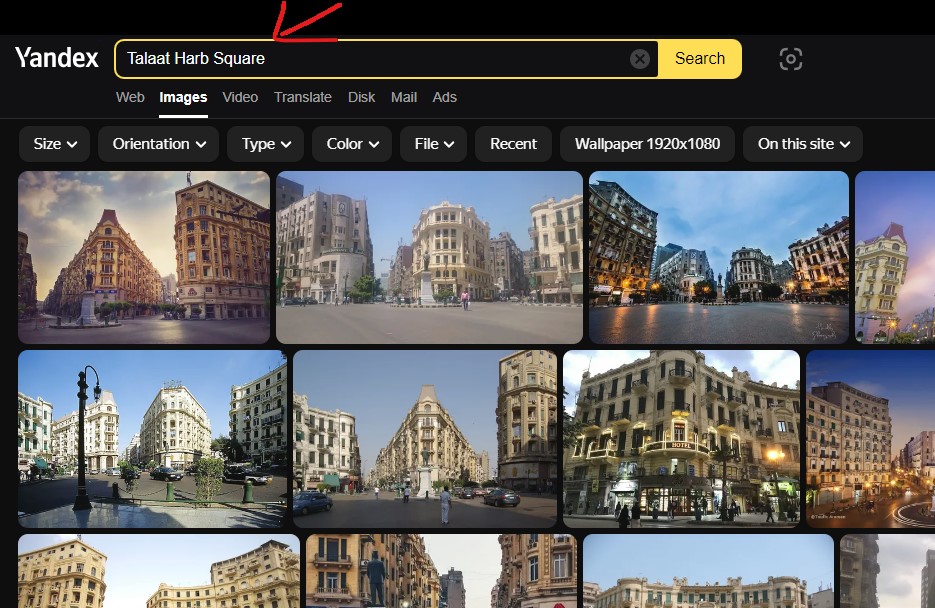 Yandex
Talaat Harb Square
Search
Web Images Video Translate Disk Mail Ads
Size Orientation Type Color File Recent Wallpaper 1920x1080 On this site
HOTEL